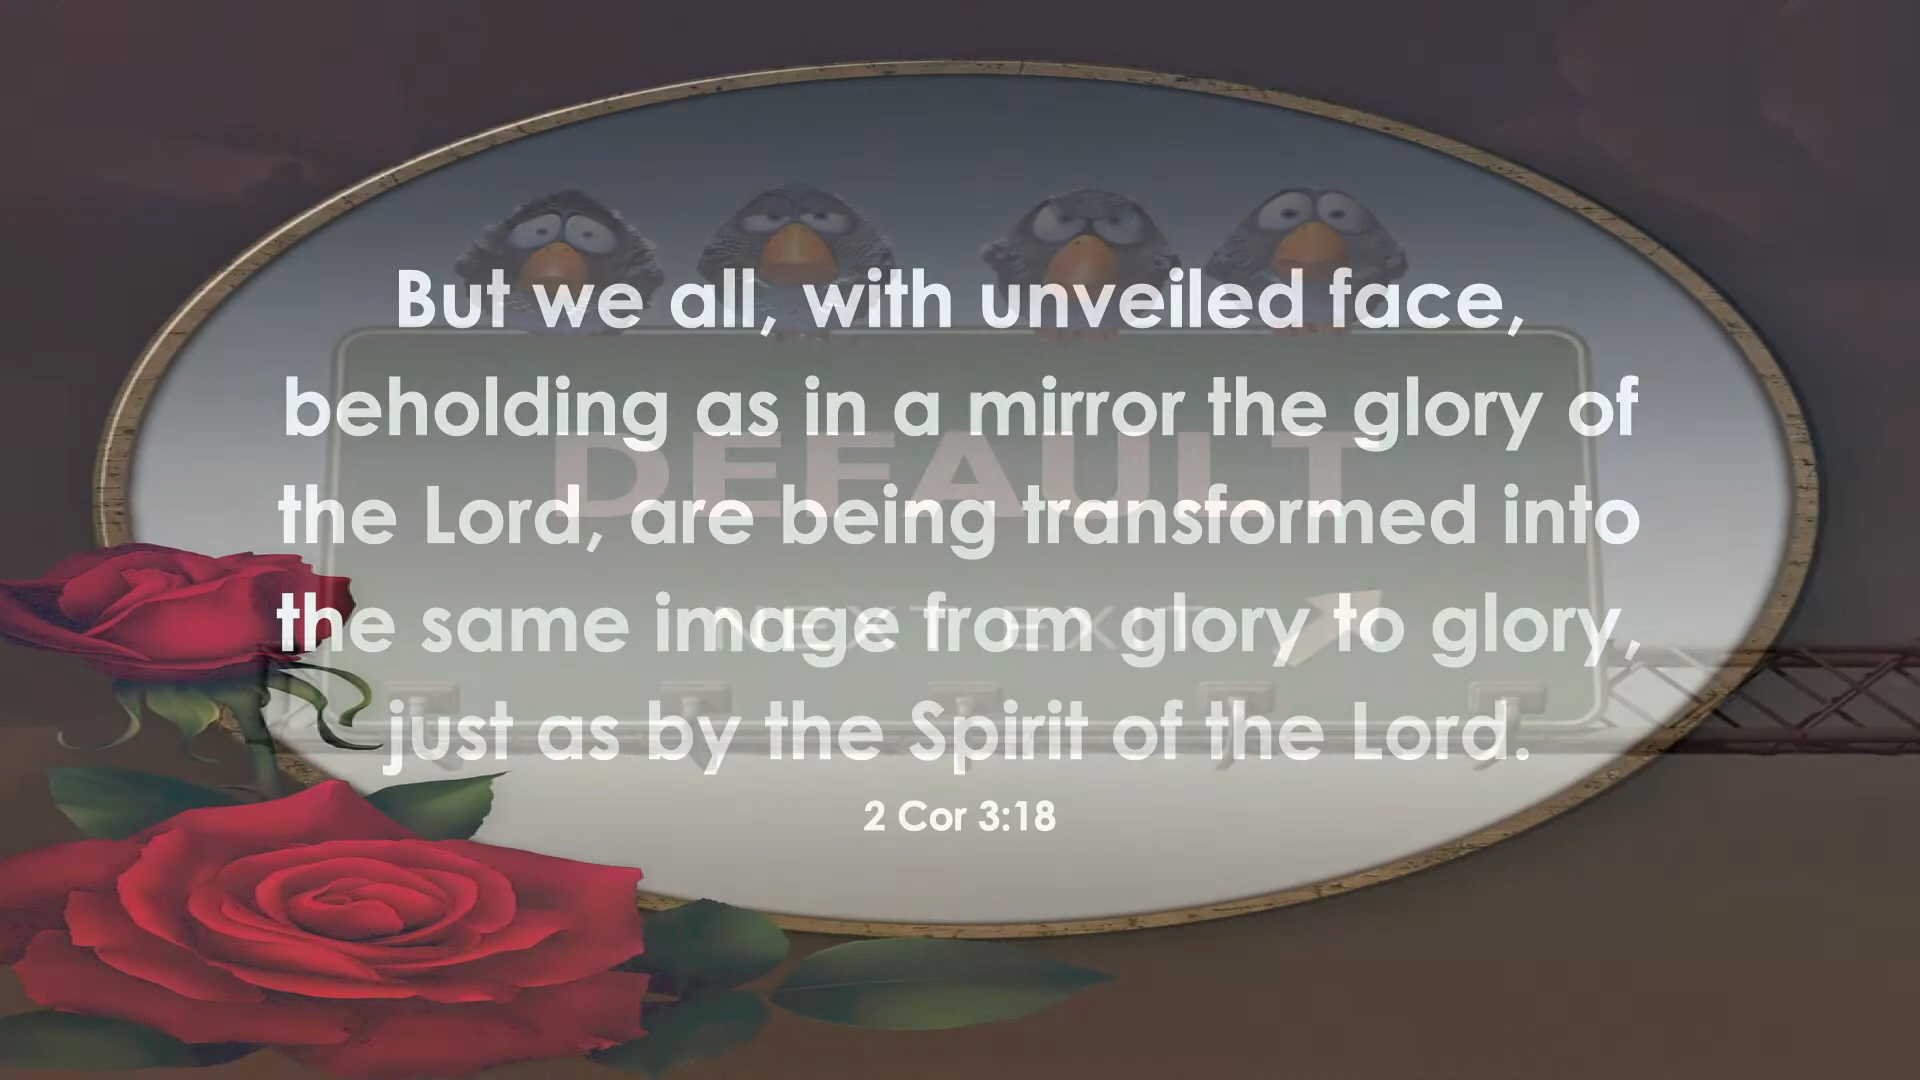 But we all, with unveiled face,
beholding as in a mirror the glory of
DEFAULT
the Lord, are being transformed into
the same image from glory to glory,
NEXT EXIT
just as by the Spirit of the Lord.
2 Cor 3:18